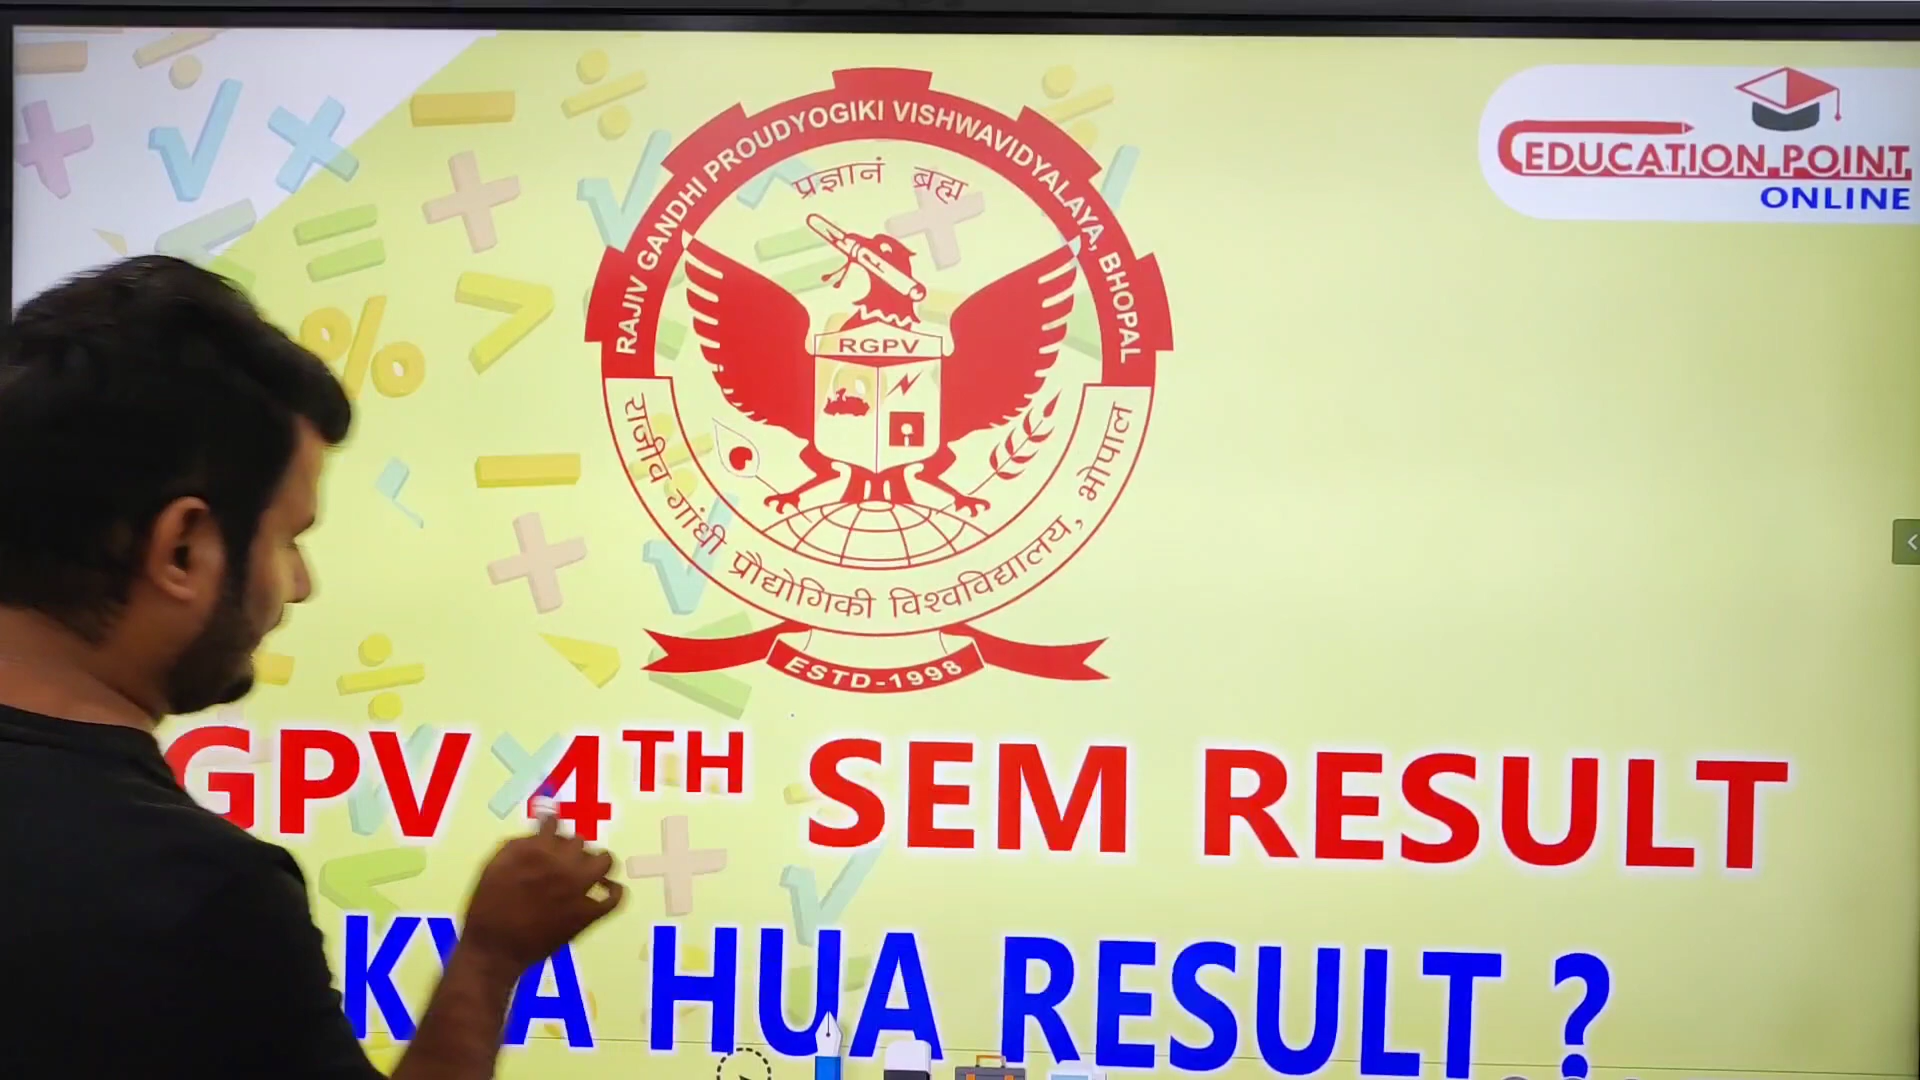 RAJIV GANDHI PROUDYOGIKI VISHWAVIDYALAYA, BHOPAL
प्रज्ञानं ब्रह्म
EDUCATION POINT
ONLINE
RGPV
राजीव गांधी प्रौद्योगिकी विश्वविद्यालय, भोपाल
ESTD-1998
GPV 4TH SEM RESULT
KYA HUA RESULT ?